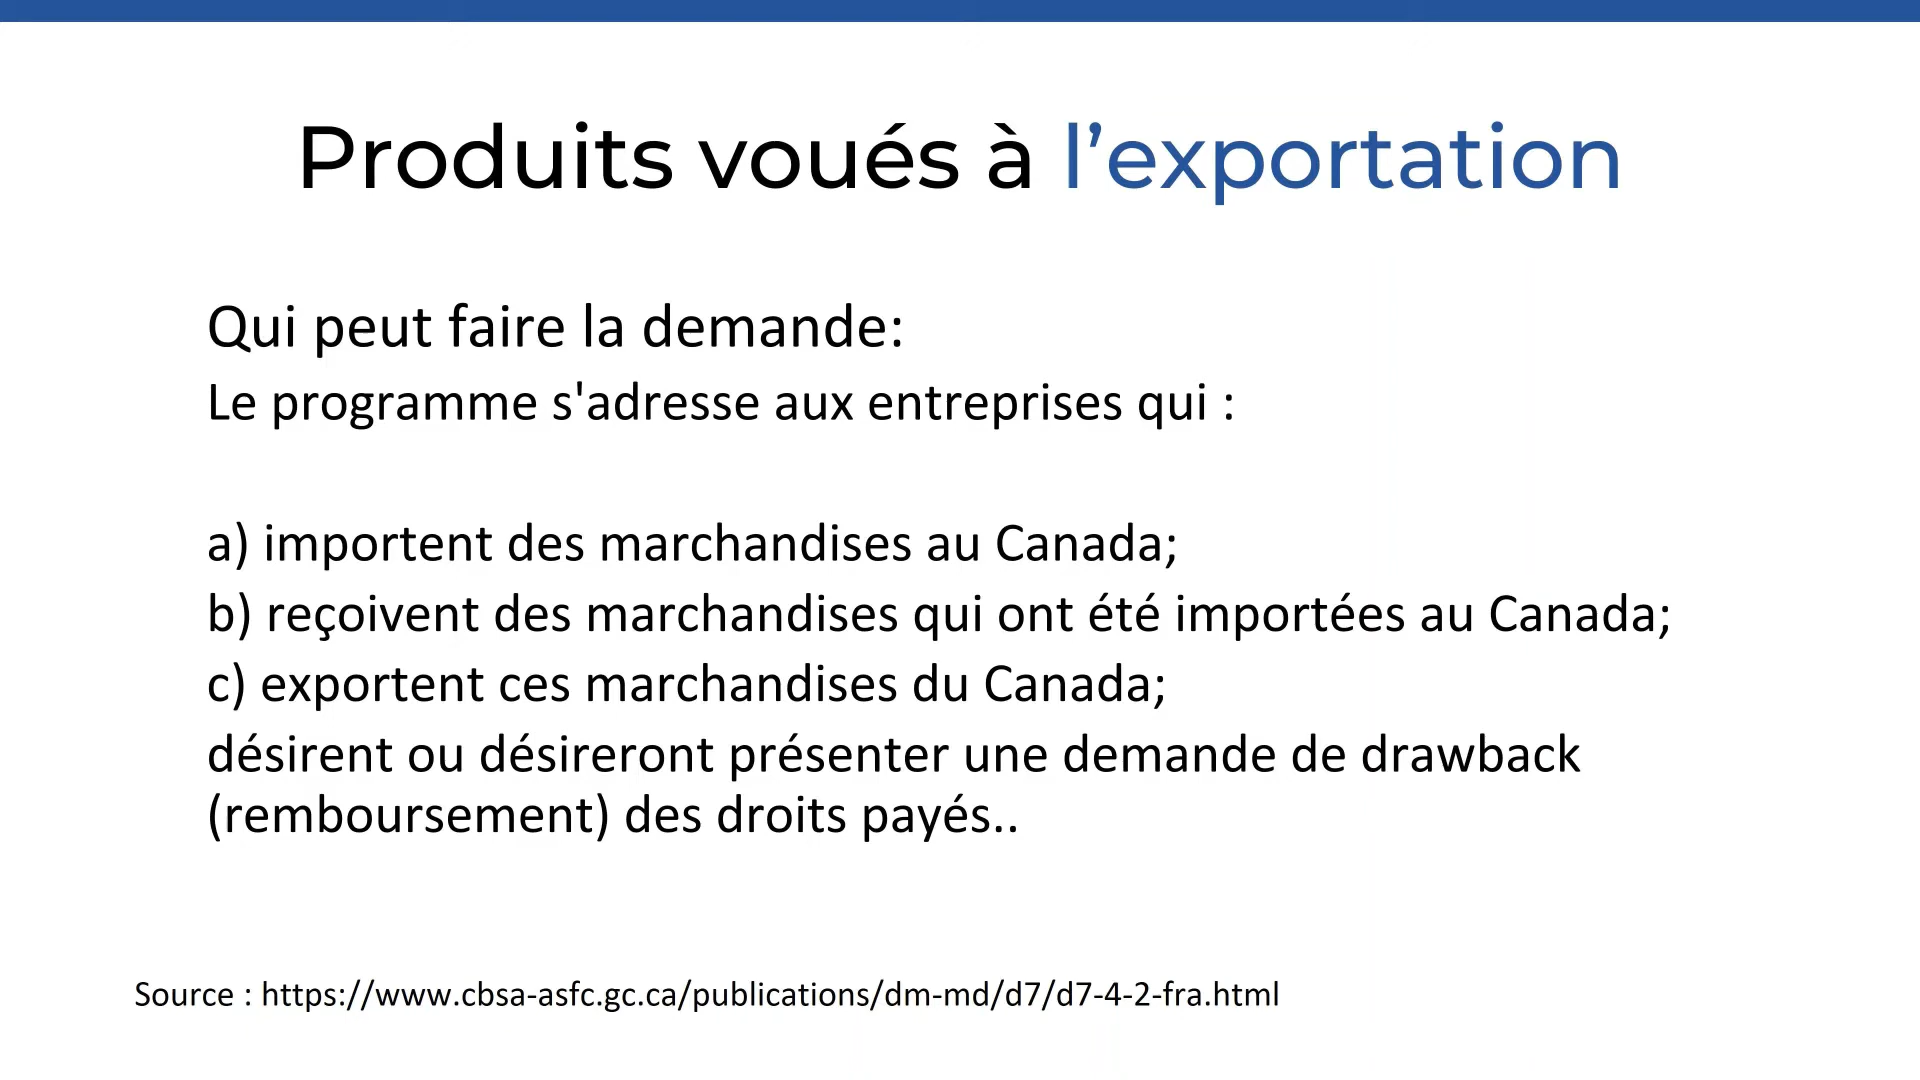 Produits voués à l’exportation
Qui peut faire la demande:
Le programme s'adresse aux entreprises qui :
a) importent des marchandises au Canada;
b) reçoivent des marchandises qui ont été importées au Canada;
c) exportent ces marchandises du Canada;
désirent ou désireront présenter une demande de drawback
(remboursement) des droits payés..
Source : https://www.cbsa-asfc.gc.ca/publications/dm-md/d7/d7-4-2-fra.html